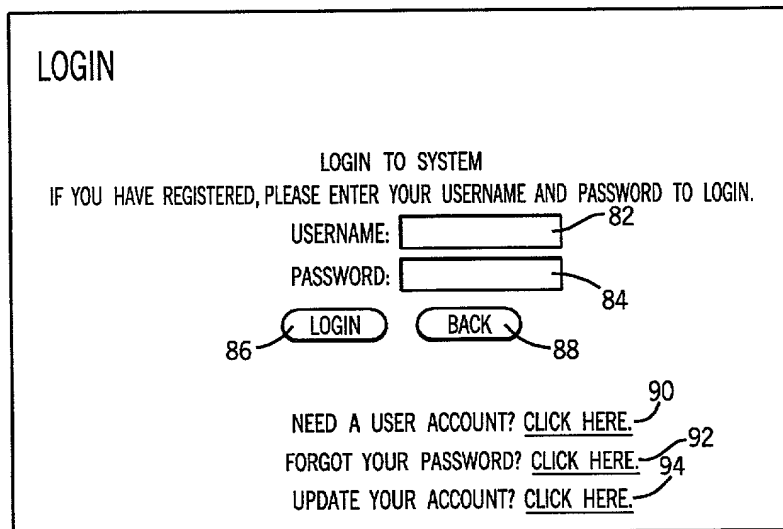 LOGIN
LOGIN TO SYSTEM
IF YOU HAVE REGISTERED, PLEASE ENTER YOUR USERNAME AND PASSWORD TO LOGIN.
USERNAME: 82
PASSWORD: 84
86 LOGIN BACK 88
NEED A USER ACCOUNT? CLICK HERE. 90
FORGOT YOUR PASSWORD? CLICK HERE. 92
UPDATE YOUR ACCOUNT? CLICK HERE. 94